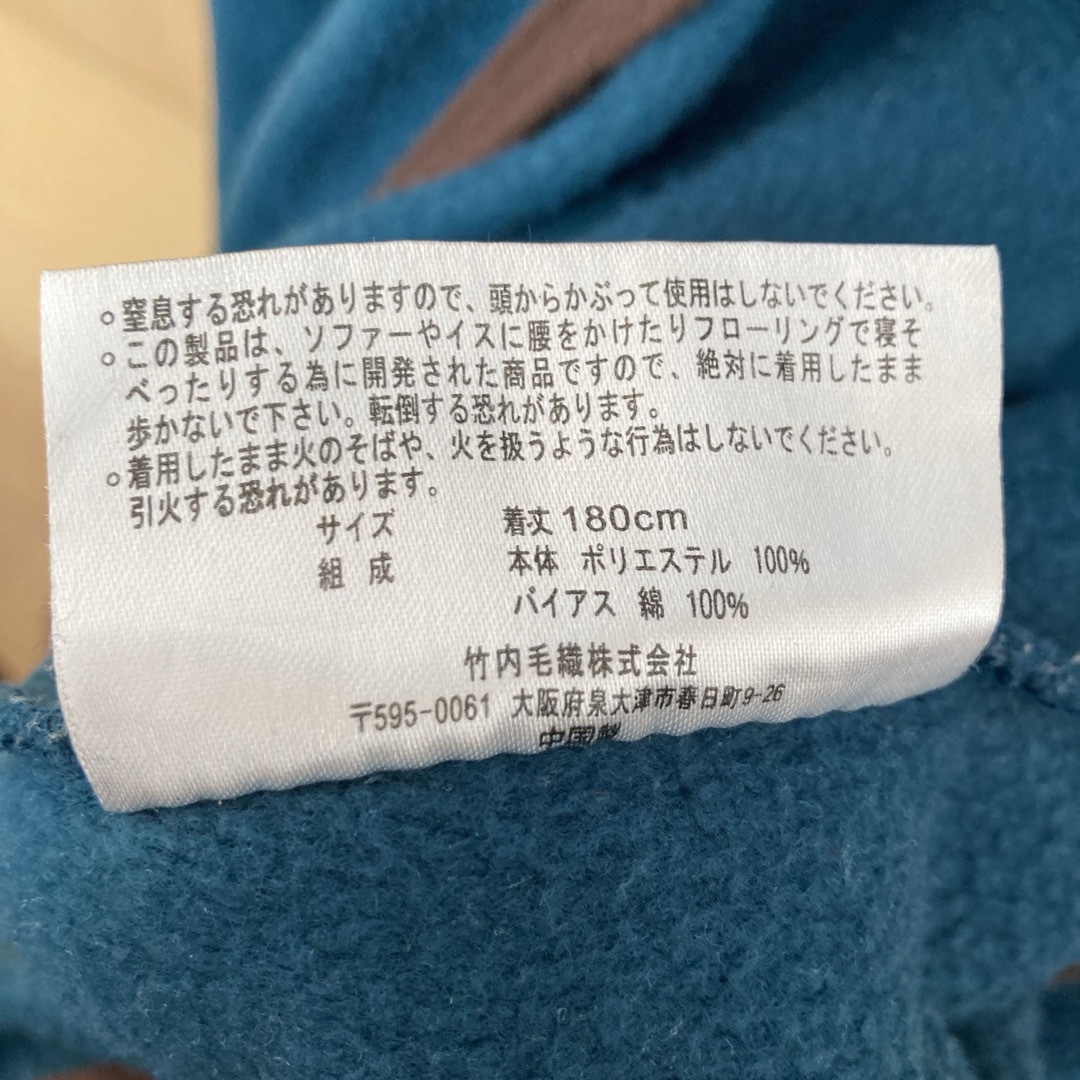 ○窒息する恐れがありますので、頭からかぶって使用はしないでください。
○この製品は、ソファーやイスに腰をかけたりフローリングで寝そ
べったりする為に開発された商品ですので、絶対に着用したまま
歩かないで下さい。転倒する恐れがあります。
○着用したまま火のそばや、火を扱うような行為はしないでください。
引火する恐れがあります。
サイズ 着丈180cm
組成 本体 ポリエステル 100%
バイアス 綿 100%
竹内毛織株式会社
〒595-0061 大阪府泉大津市春日町9-26
中国製